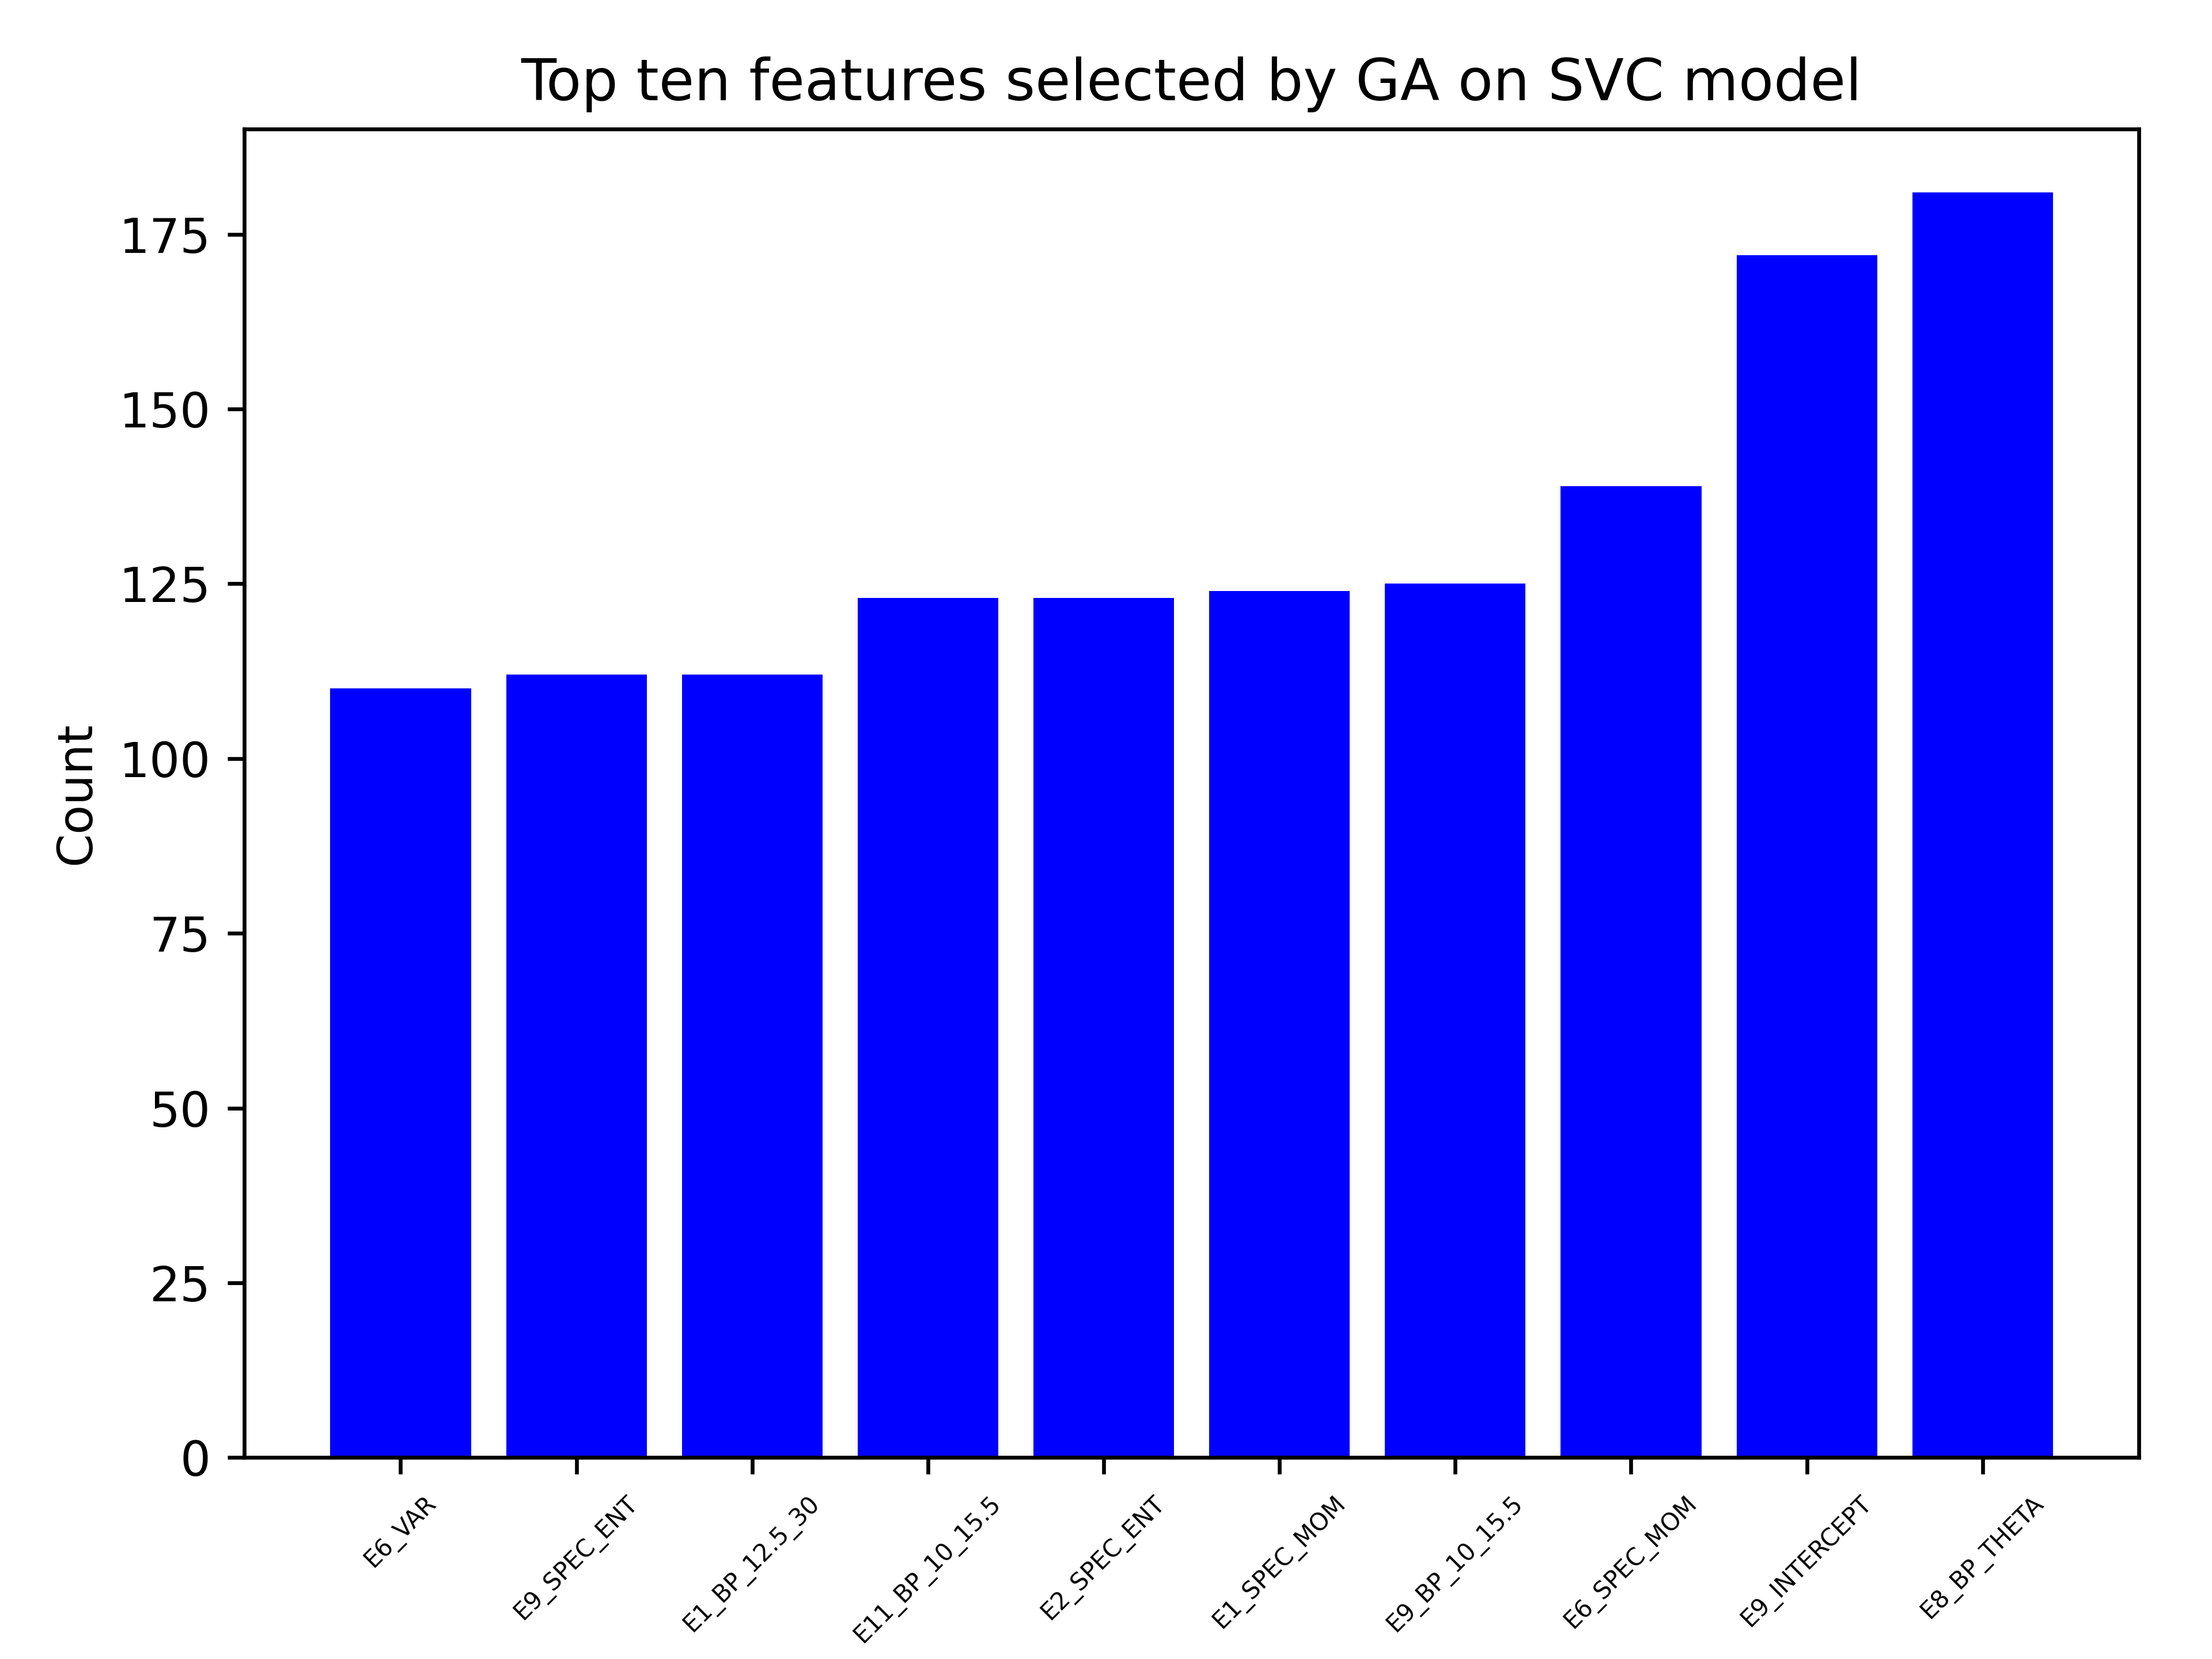 Top ten features selected by GA on SVC model
Count
175
150
125
100
75
50
25
0
E6_VAR
E9_SPEC_ENT
E1_BP_12.5_30
E11_BP_10_15.5
E2_SPEC_ENT
E1_SPEC_MOM
E9_BP_10_15.5
E6_SPEC_MOM
E9_INTERCEPT
E8_BP_THETA